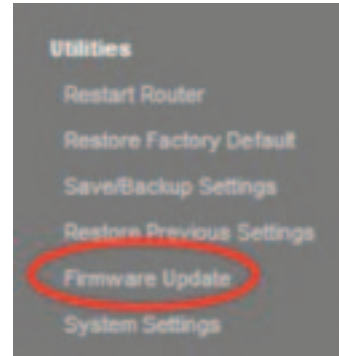 Utilities
Restart Router
Restore Factory Default
Save/Backup Settings
Restore Previous Settings
Firmware Update
System Settings